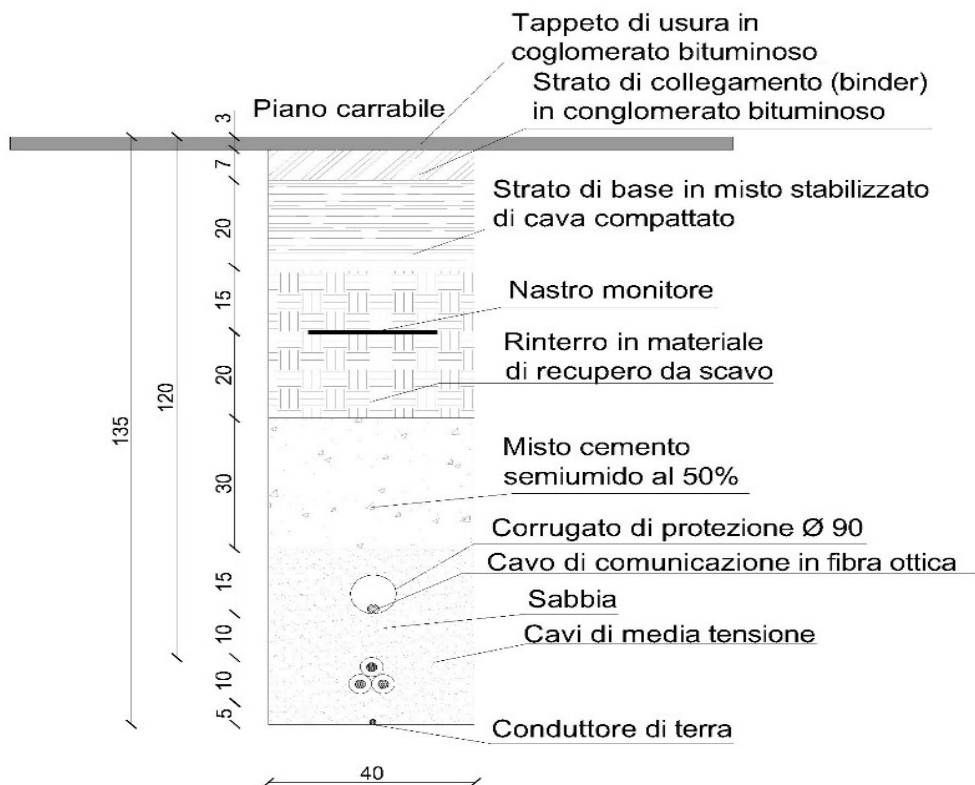 Tappeto di usura in
coglomerato bituminoso
Strato di collegamento (binder)
in conglomerato bituminoso
Piano carrabile
3
7
Strato di base in misto stabilizzato
di cava compattato
20
15
Nastro monitore
Rinterro in materiale
di recupero da scavo
20
120
135
Misto cemento
semiumido al 50%
30
Corrugato di protezione Ø 90
Cavo di comunicazione in fibra ottica
15
Sabbia
10
Cavi di media tensione
10
5
Conduttore di terra
40